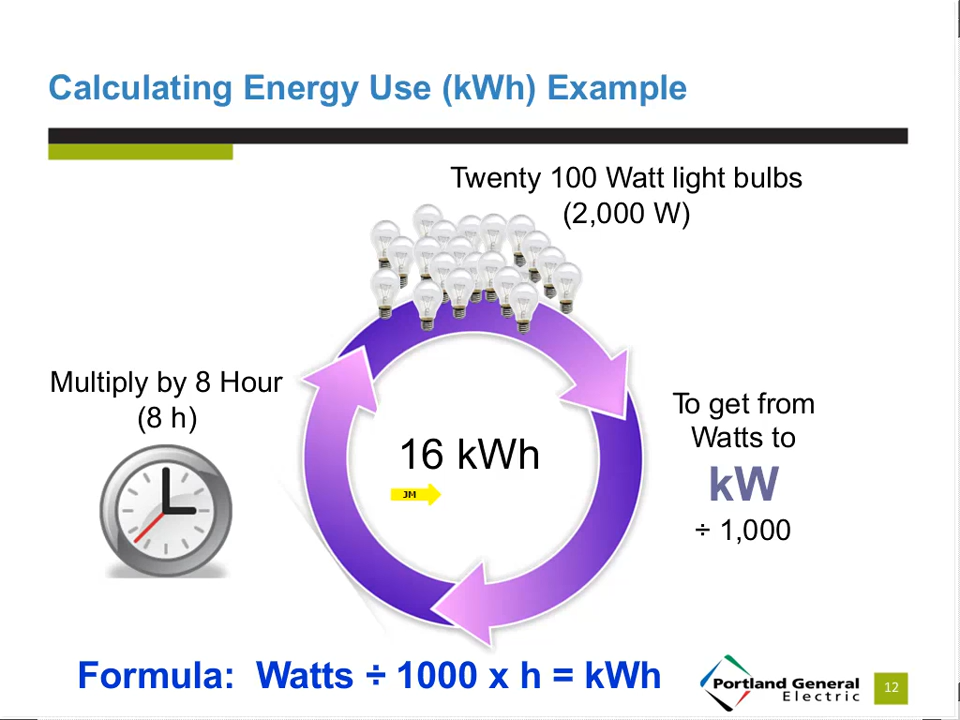 Calculating Energy Use (kWh) Example
Twenty 100 Watt light bulbs
(2,000 W)
Multiply by 8 Hour
(8 h)
To get from
Watts to
kW
÷ 1,000
16 kWh
JM
Formula:  Watts ÷ 1000 x h = kWh
Portland General
Electric
12